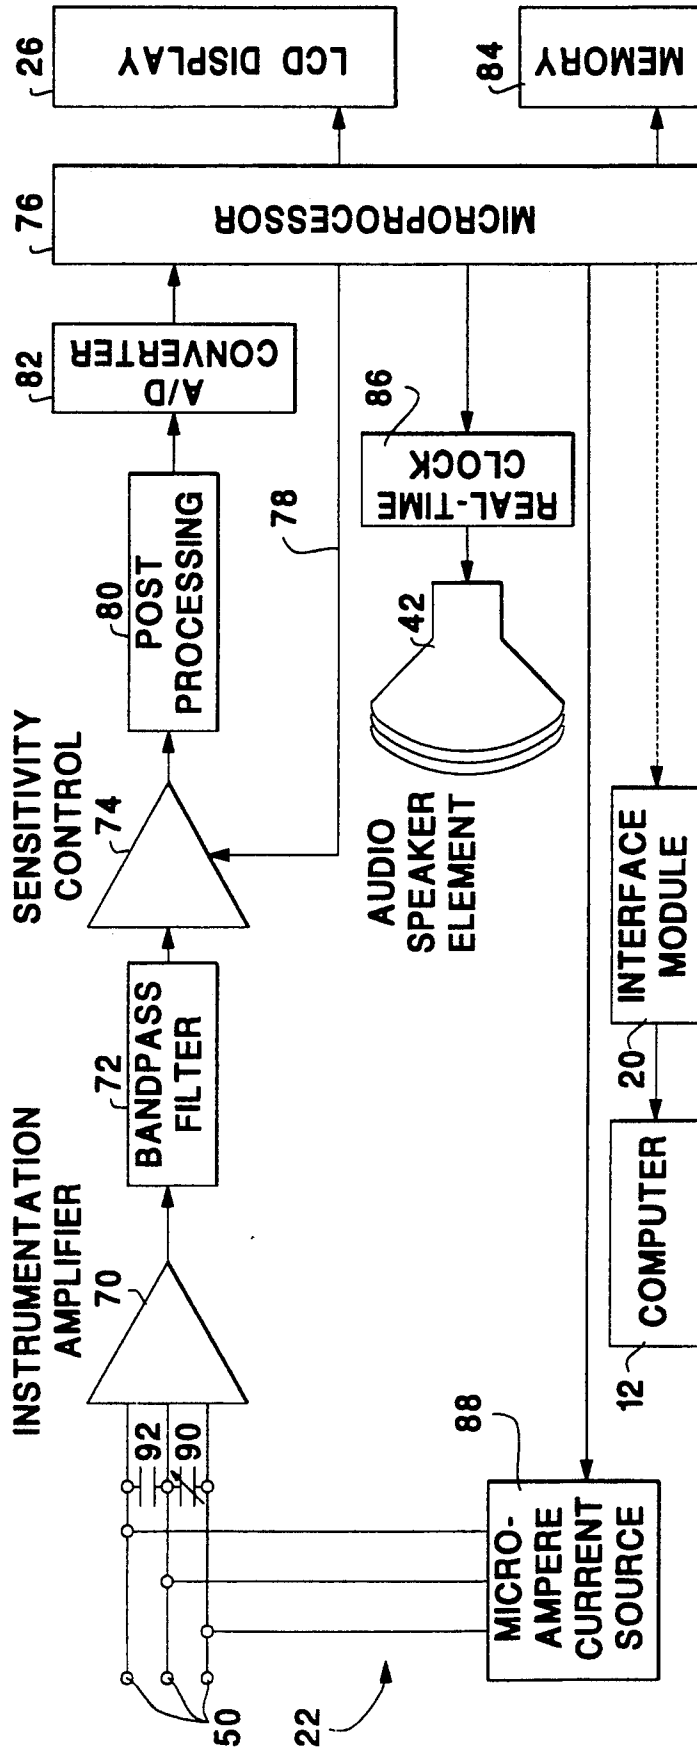 INSTRUMENTATION
AMPLIFIER
70
SENSITIVITY
CONTROL
74
72
BANDPASS
FILTER
80
POST
PROCESSING
82
A/D
CONVERTER
76
MICROPROCESSOR
26
LCD DISPLAY
92
90
50
22
78
86
REAL-TIME
CLOCK
42
AUDIO
SPEAKER
ELEMENT
84
MEMORY
88
MICRO-
AMPERE
CURRENT
SOURCE
12
COMPUTER
20
INTERFACE
MODULE